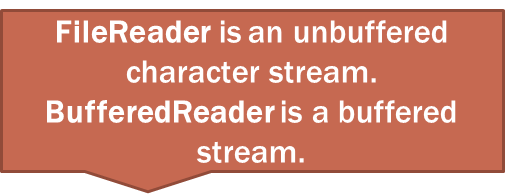 FileReader is an unbuffered
character stream.
BufferedReader is a buffered
stream.